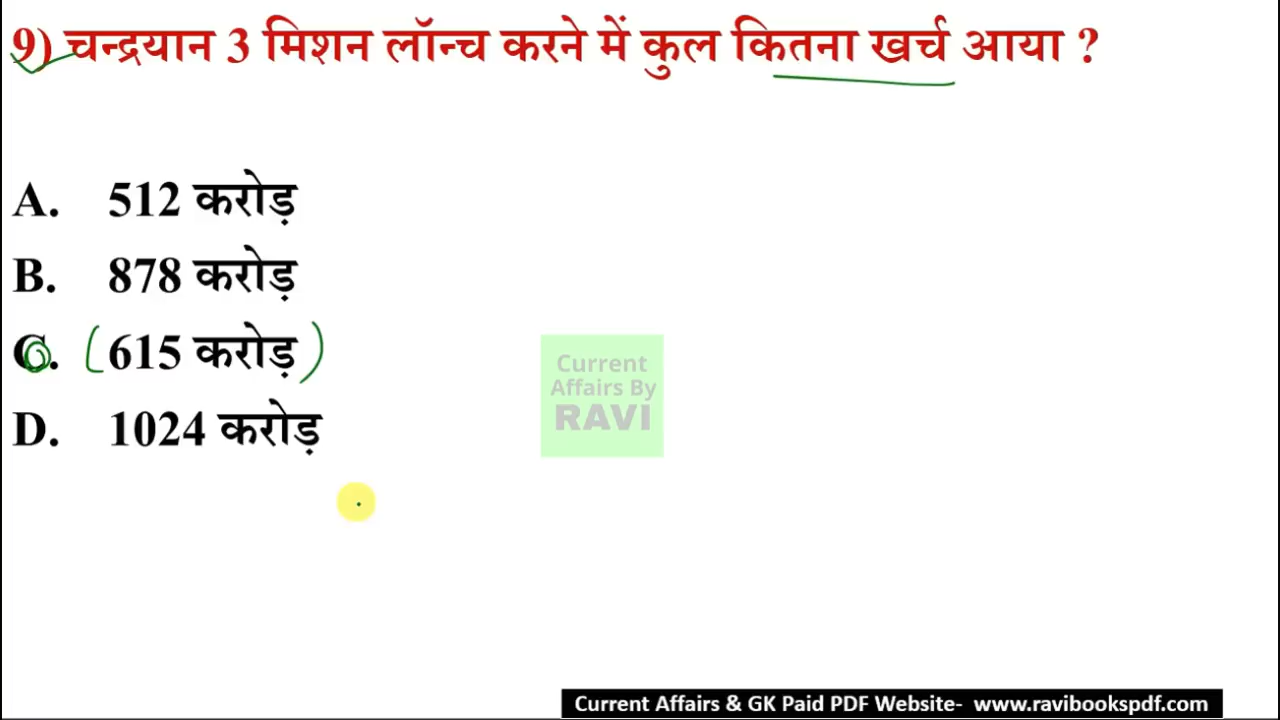 9) चन्द्रयान 3 मिशन लॉन्च करने में कुल कितना खर्च आया ?
A. 512 करोड़
B. 878 करोड़
C. (615 करोड़)
D. 1024 करोड़
Current
Affairs By
RAVI
Current Affairs & GK Paid PDF Website- www.ravibookspdf.com